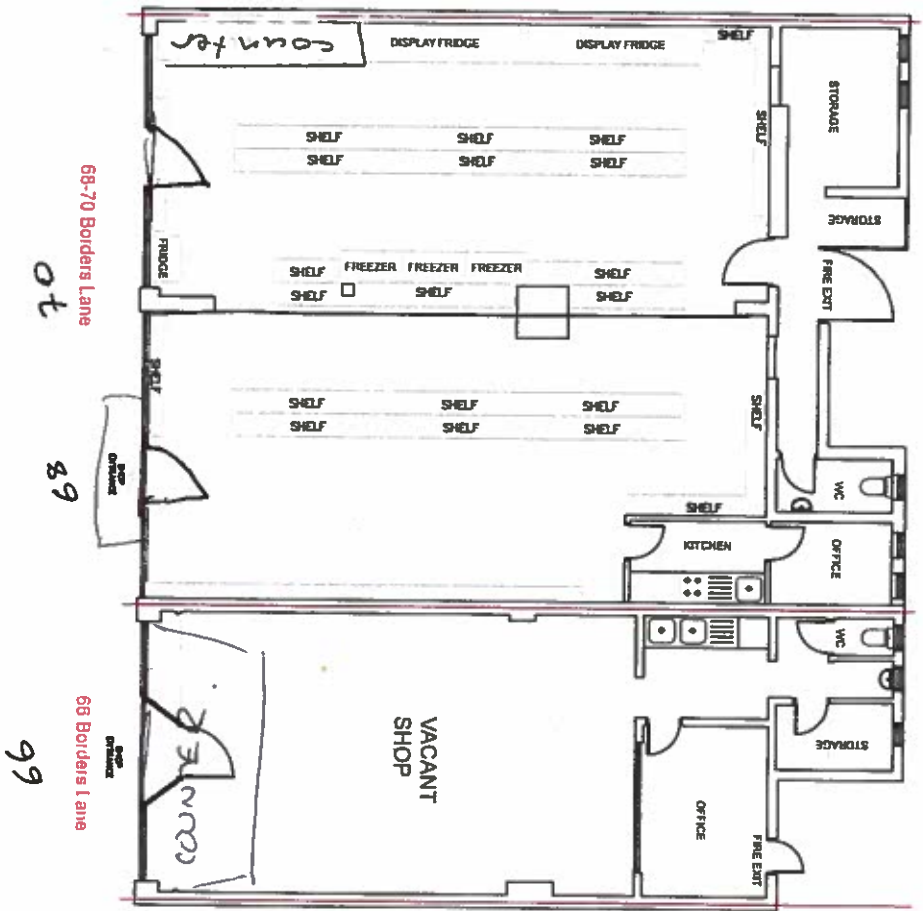 Counter
DISPLAY FRIDGE
DISPLAY FRIDGE
SHELF
STORAGE
SHELF
SHELF
SHELF
SHELF
SHELF
SHELF
SHELF
STORAGE
FIRE EXIT
FRIDGE
SHELF
FREEZER
FREEZER
FREEZER
SHELF
SHELF
SHELF
SHELF
68-70 Borders Lane
70
SHELF
SHELF
SHELF
SHELF
SHELF
SHELF
SHELF
SHELF
SHELF
WC
SHOP
ENTRANCE
68
KITCHEN
OFFICE
WC
STORAGE
VACANT
SHOP
OFFICE
FIRE EXIT
COUNTER
SHOP
ENTRANCE
66 Borders Lane
66